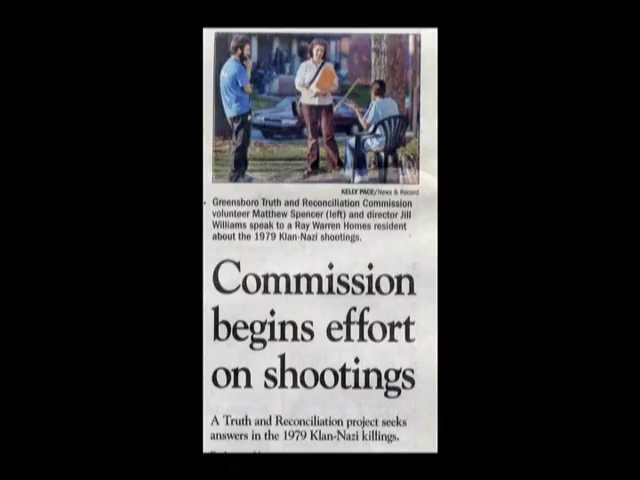 KELLY PACE/News & Record
Greensboro Truth and Reconciliation Commission
volunteer Matthew Spencer (left) and director Jill
Williams speak to a Ray Warren Homes resident
about the 1979 Klan-Nazi shootings.
Commission
begins effort
on shootings
A Truth and Reconciliation project seeks
answers in the 1979 Klan-Nazi killings.